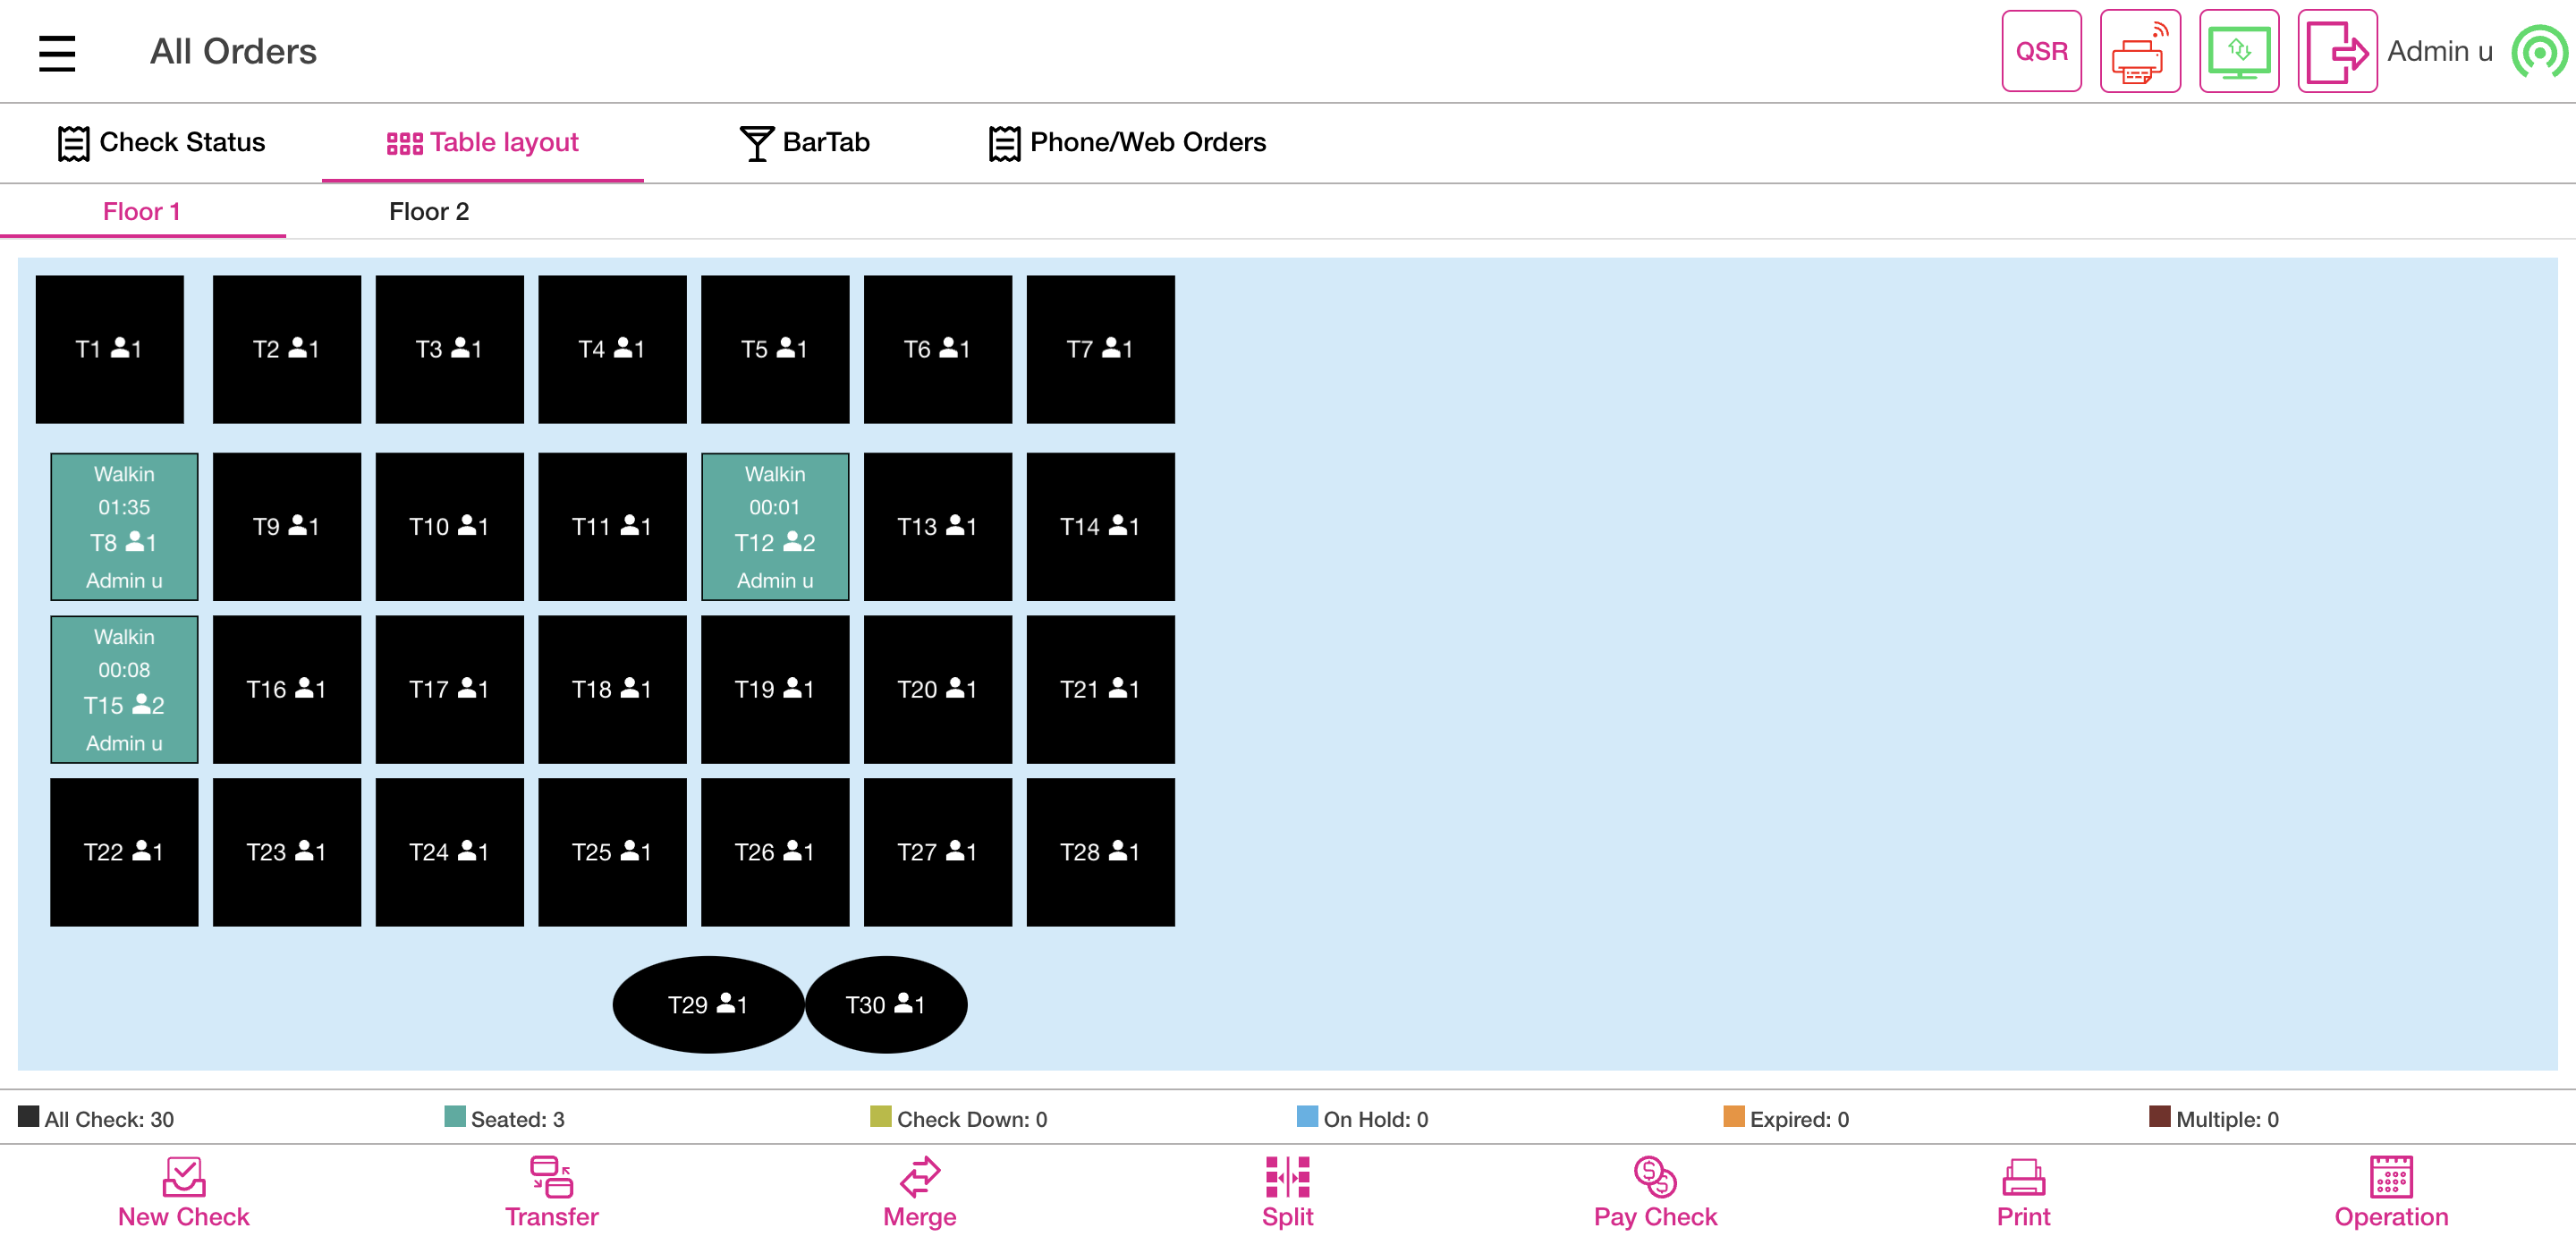 All Orders
QSR
Admin u
Check Status
Table layout
BarTab
Phone/Web Orders
Floor 1
Floor 2
T1 1
T2 1
T3 1
T4 1
T5 1
T6 1
T7 1
Walkin
01:35
T8 1
Admin u
T9 1
T10 1
T11 1
Walkin
00:01
T12 2
Admin u
T13 1
T14 1
Walkin
00:08
T15 2
Admin u
T16 1
T17 1
T18 1
T19 1
T20 1
T21 1
T22 1
T23 1
T24 1
T25 1
T26 1
T27 1
T28 1
T29 1
T30 1
All Check: 30
Seated: 3
Check Down: 0
On Hold: 0
Expired: 0
Multiple: 0
New Check
Transfer
Merge
Split
Pay Check
Print
Operation